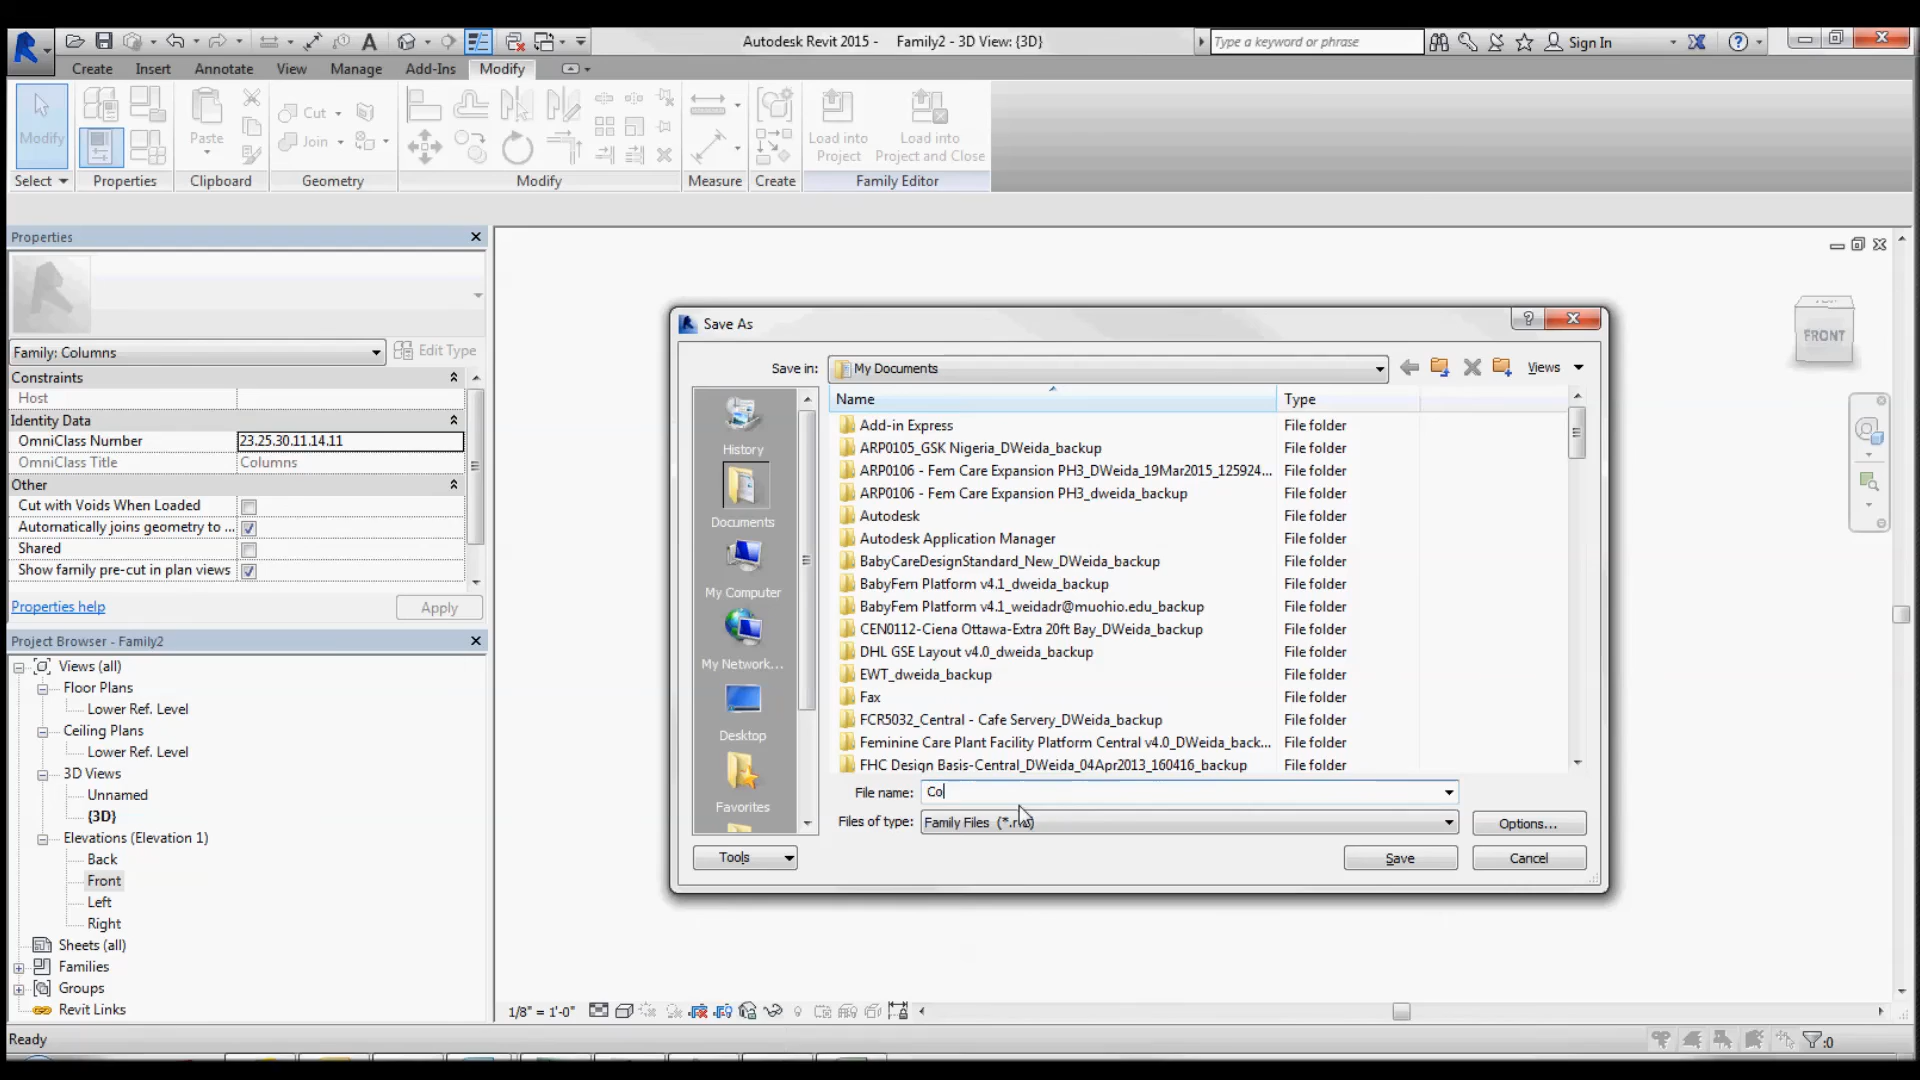 Autodesk Revit 2015 - Family2 - 3D View: {3D}
Type a keyword or phrase
Sign In
Create Insert Annotate View Manage Add-Ins Modify
Modify
Paste
Cut
Join
Load into Project
Load into Project and Close
Select Properties Clipboard Geometry Modify Measure Create Family Editor
Properties
Family: Columns
Edit Type
Constraints
Host
Identity Data
OmniClass Number 23.25.30.11.14.11
OmniClass Title Columns
Other
Cut with Voids When Loaded
Automatically joins geometry to ...
Shared
Show family pre-cut in plan views
Properties help
Apply
Project Browser - Family2
Views (all)
Floor Plans
Lower Ref. Level
Ceiling Plans
Lower Ref. Level
3D Views
Unnamed
{3D}
Elevations (Elevation 1)
Back
Front
Left
Right
Sheets (all)
Families
Groups
Revit Links
Ready
Save As
Save in: My Documents
Views
Name Type
History
Documents
My Computer
My Network...
Desktop
Favorites
Add-in Express File folder
ARP0105_GSK Nigeria_DWeida_backup File folder
ARP0106 - Fem Care Expansion PH3_DWeida_19Mar2015_125924... File folder
ARP0106 - Fem Care Expansion PH3_dweida_backup File folder
Autodesk File folder
Autodesk Application Manager File folder
BabyCareDesignStandard_New_DWeida_backup File folder
BabyFem Platform v4.1_dweida_backup File folder
BabyFem Platform v4.1_weidadr@muohio.edu_backup File folder
CEN0112-Ciena Ottawa-Extra 20ft Bay_DWeida_backup File folder
DHL GSE Layout v4.0_dweida_backup File folder
EWT_dweida_backup File folder
Fax File folder
FCR5032_Central - Cafe Servery_DWeida_backup File folder
Feminine Care Plant Facility Platform Central v4.0_DWeida_back... File folder
FHC Design Basis-Central_DWeida_04Apr2013_160416_backup File folder
File name: Co
Files of type: Family Files (*.rfa)
Options...
Tools
Save
Cancel
FRONT
1/8" = 1'-0"
:0